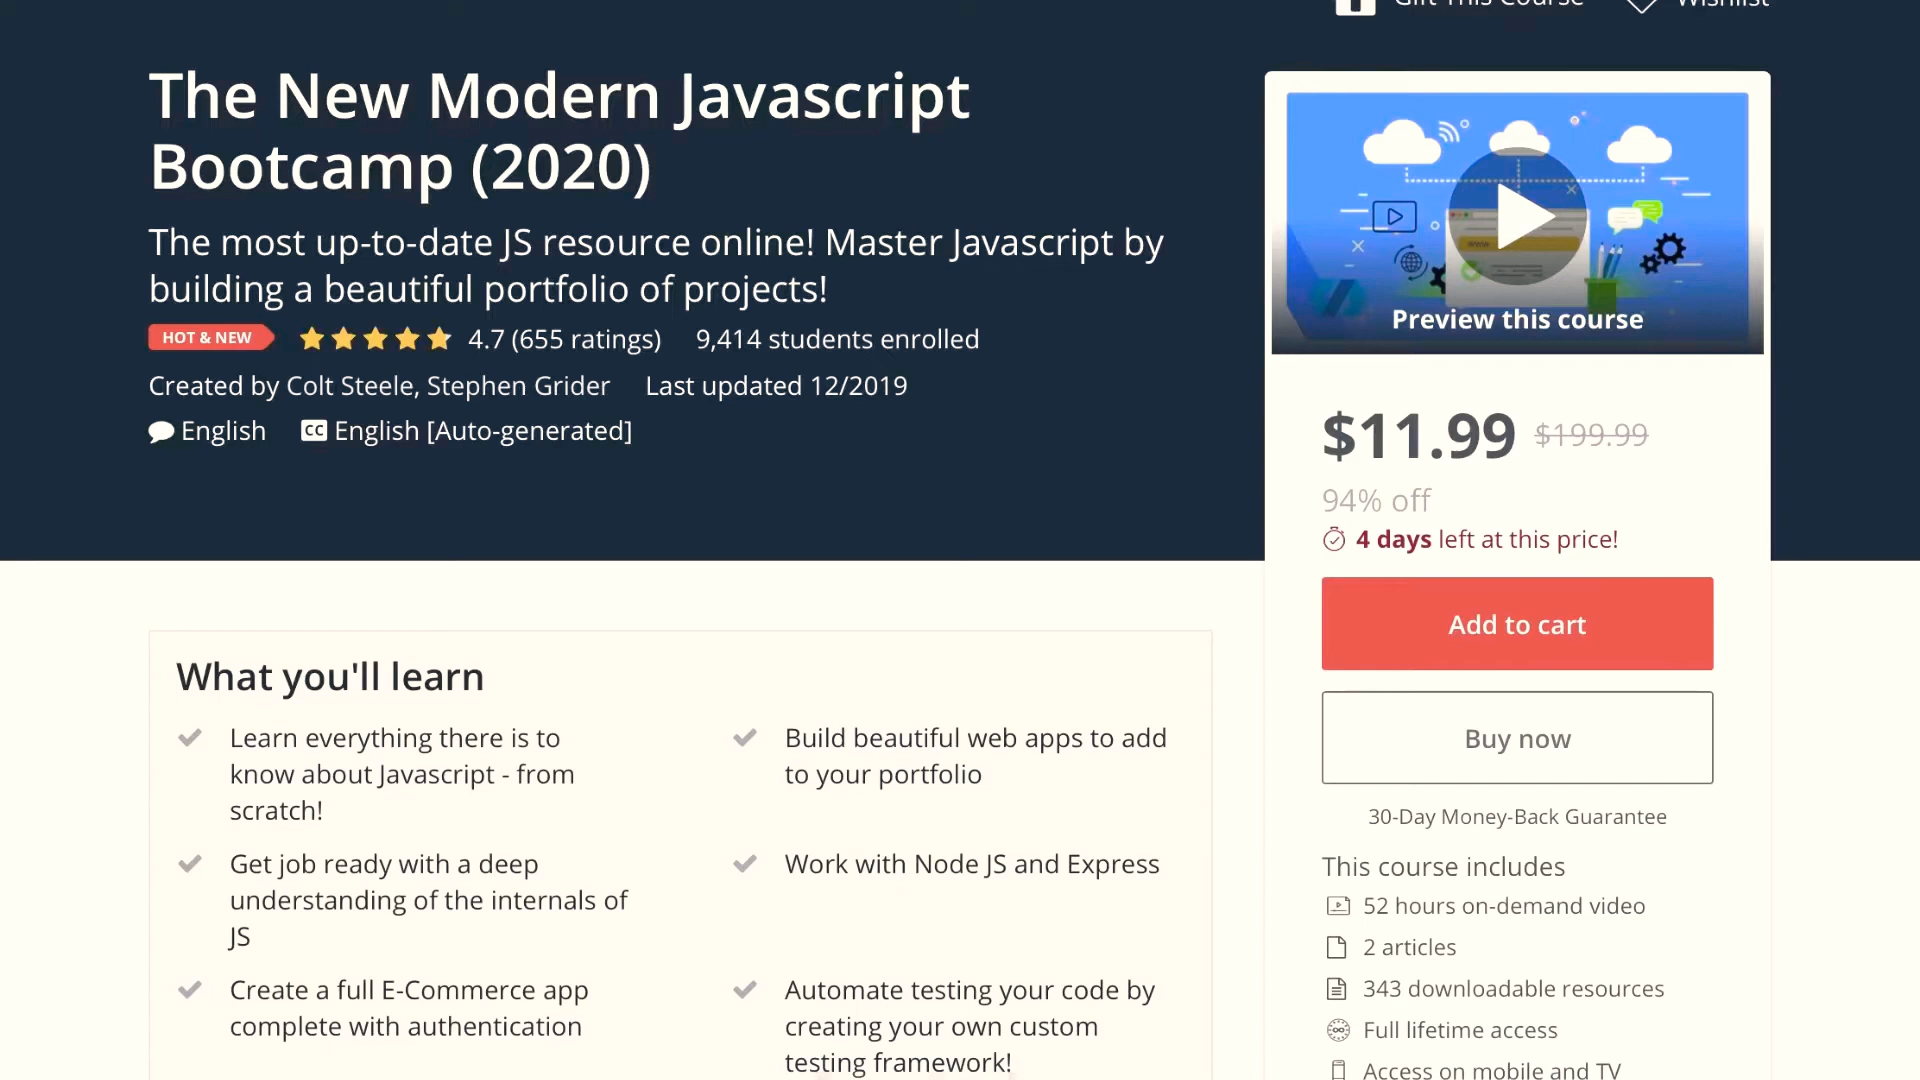 Gift This Course
Wishlist
The New Modern Javascript
Bootcamp (2020)
The most up-to-date JS resource online! Master Javascript by
building a beautiful portfolio of projects!
HOT & NEW
4.7 (655 ratings)
9,414 students enrolled
Created by Colt Steele, Stephen Grider
Last updated 12/2019
English
CC English [Auto-generated]
What you'll learn
Learn everything there is to
know about Javascript - from
scratch!
Build beautiful web apps to add
to your portfolio
Get job ready with a deep
understanding of the internals of
JS
Work with Node JS and Express
Create a full E-Commerce app
complete with authentication
Automate testing your code by
creating your own custom
testing framework!
www
Preview this course
$11.99 $199.99
94% off
4 days left at this price!
Add to cart
Buy now
30-Day Money-Back Guarantee
This course includes
52 hours on-demand video
2 articles
343 downloadable resources
Full lifetime access
Access on mobile and TV